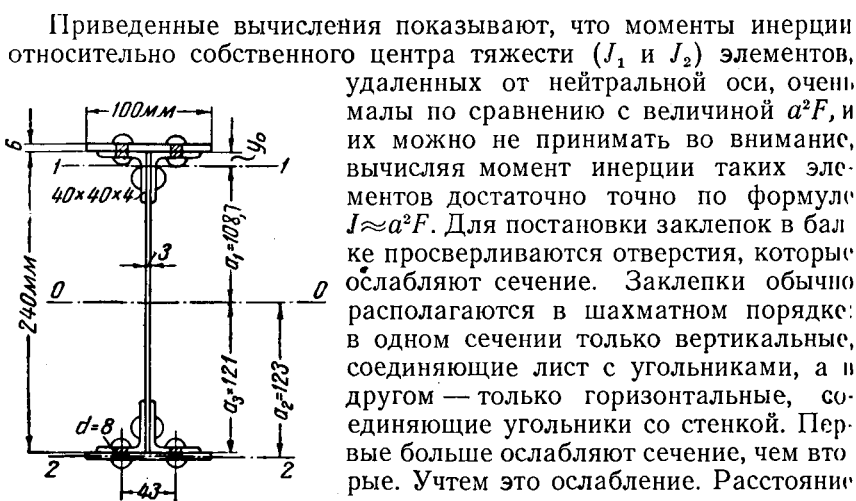 Приведенные вычисления показывают, что моменты инерции
относительно собственного центра тяжести (J₁ и J₂) элементов,
удаленных от нейтральной оси, очень
малы по сравнению с величиной a²F, и
их можно не принимать во внимание,
вычисляя момент инерции таких эле-
ментов достаточно точно по формуле
J≈a²F. Для постановки заклепок в бал
ке просверливаются отверстия, которые
ослабляют сечение. Заклепки обычно
располагаются в шахматном порядке:
в одном сечении только вертикальные,
соединяющие лист с угольниками, а в
другом — только горизонтальные, со-
единяющие угольники со стенкой. Пер-
вые больше ослабляют сечение, чем вто
рые. Учтем это ослабление. Расстояние
100мм
6
y₀
1 1
40×40×4
a₁=108,7
3
240мм
0 0
a₃=121
a₂=123
d=8
2 2
43